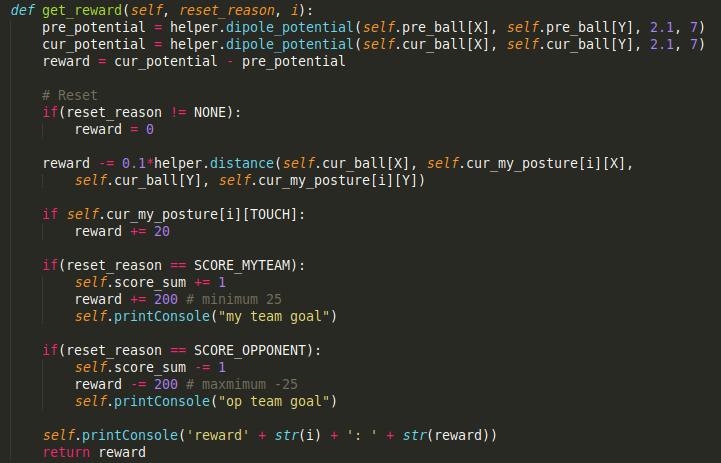 def get_reward(self, reset_reason, i):
    pre_potential = helper.dipole_potential(self.pre_ball[X], self.pre_ball[Y], 2.1, 7)
    cur_potential = helper.dipole_potential(self.cur_ball[X], self.cur_ball[Y], 2.1, 7)
    reward = cur_potential - pre_potential

    # Reset
    if(reset_reason != NONE):
        reward = 0

    reward -= 0.1*helper.distance(self.cur_ball[X], self.cur_my_posture[i][X],
        self.cur_ball[Y], self.cur_my_posture[i][Y])

    if self.cur_my_posture[i][TOUCH]:
        reward += 20

    if(reset_reason == SCORE_MYTEAM):
        self.score_sum += 1
        reward += 200 # minimum 25
        self.printConsole("my team goal")

    if(reset_reason == SCORE_OPPONENT):
        self.score_sum -= 1
        reward -= 200 # maxmimum -25
        self.printConsole("op team goal")

    self.printConsole('reward' + str(i) + ': ' + str(reward))
    return reward